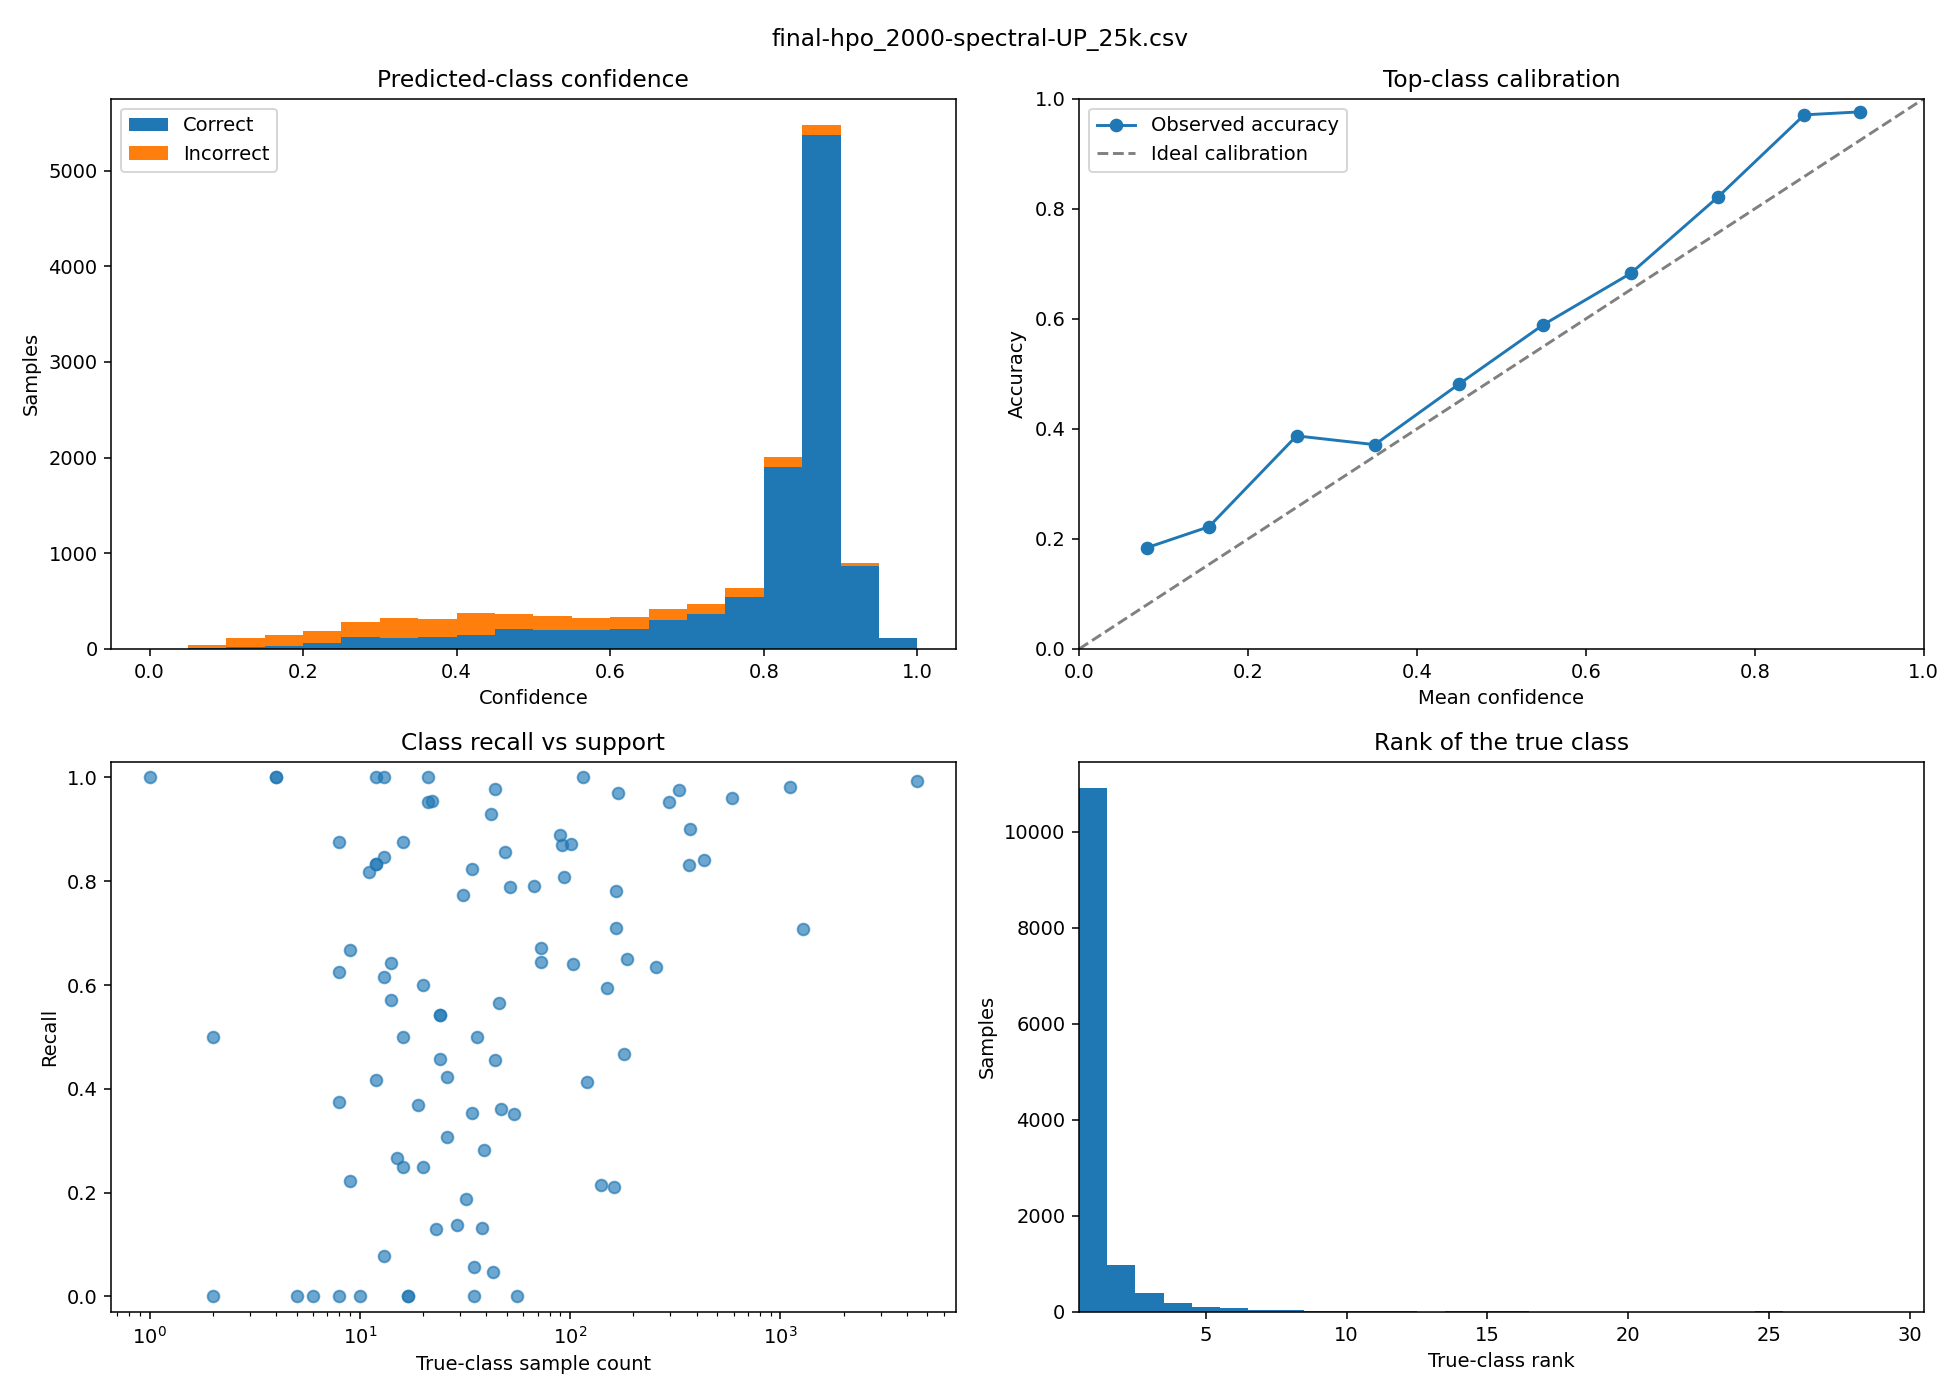 final-hpo_2000-spectral-UP_25k.csv
Predicted-class confidence
Correct
Incorrect
Samples
5000
4000
3000
2000
1000
0
0.0 0.2 0.4 0.6 0.8 1.0
Confidence
Top-class calibration
Observed accuracy
Ideal calibration
Accuracy
1.0
0.8
0.6
0.4
0.2
0.0
0.0 0.2 0.4 0.6 0.8 1.0
Mean confidence
Class recall vs support
Recall
1.0
0.8
0.6
0.4
0.2
0.0
10⁰ 10¹ 10² 10³
True-class sample count
Rank of the true class
Samples
10000
8000
6000
4000
2000
0
5 10 15 20 25 30
True-class rank